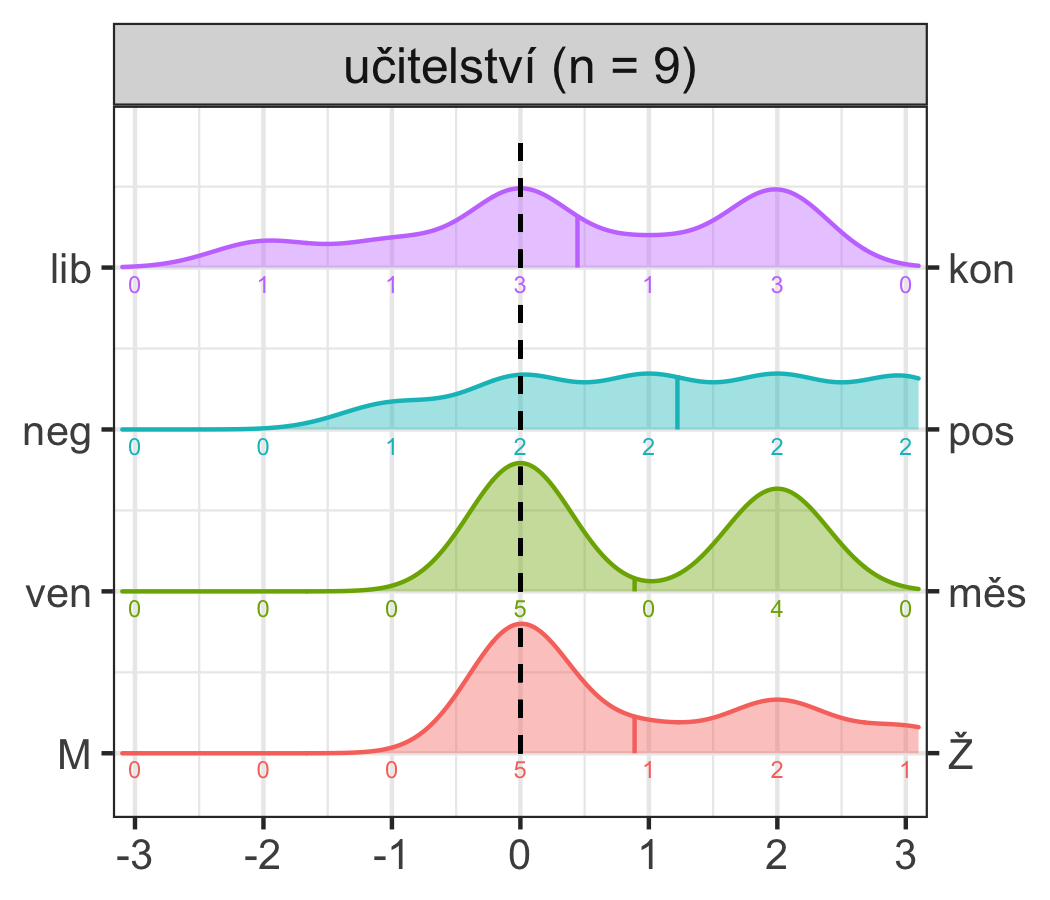 učitelství (n = 9)
lib kon
0 1 1 3 1 3 0
neg pos
0 0 1 2 2 2 2
ven měs
0 0 0 5 0 4 0
M Ž
0 0 0 5 1 2 1
-3 -2 -1 0 1 2 3